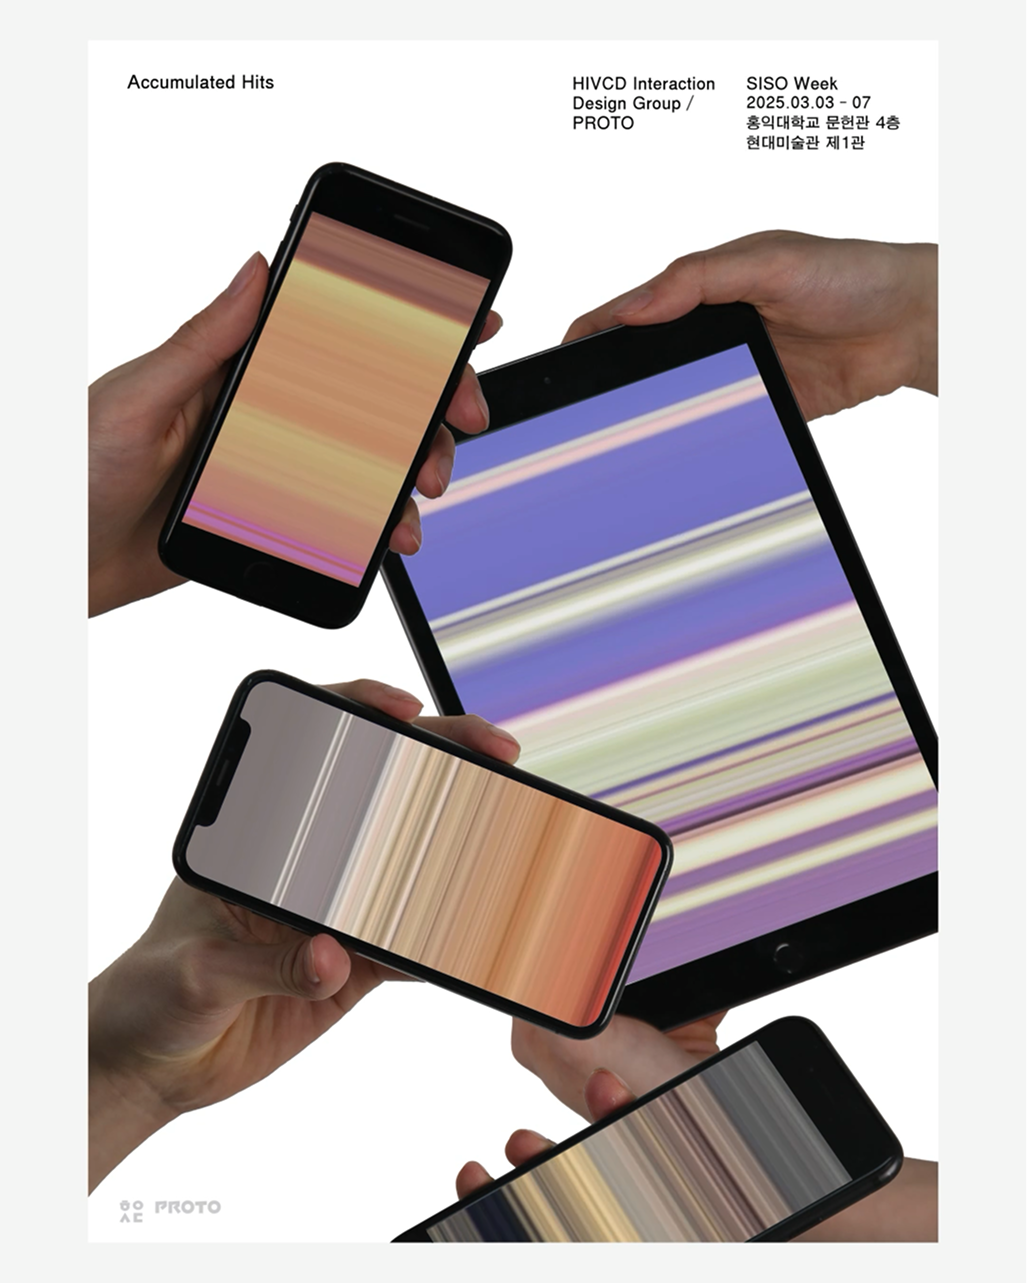 Accumulated Hits
HIVCD Interaction
Design Group /
PROTO
SISO Week
2025.03.03 - 07
홍익대학교 문헌관 4층
현대미술관 제1관
PROTO